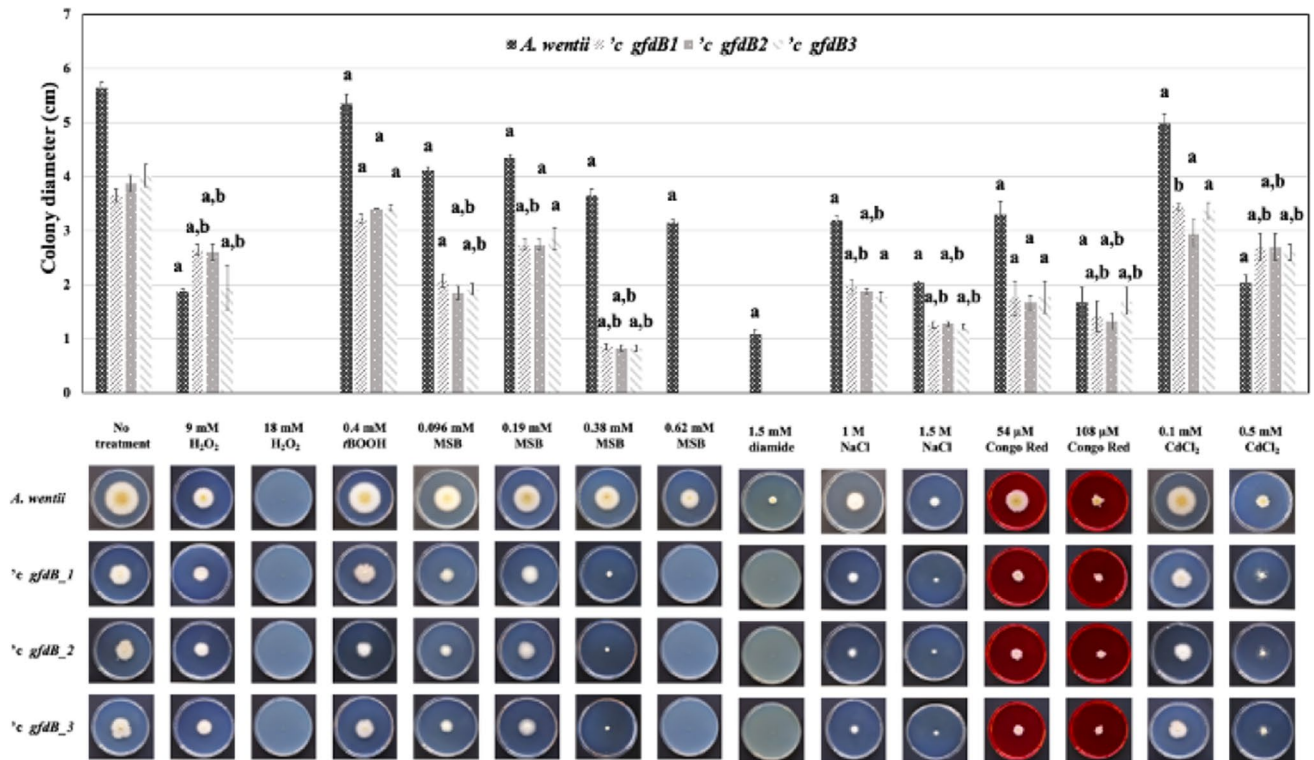 7
A. wentii 'c gfdB1 'c gfdB2 'c gfdB3
6
5
4
3
2
1
0
Colony diameter (cm)
a
a,b
a,b
a,b
a
a
a
a
a
a
a,b
a,b
a
a,b
a
a
a
a,b
a,b
a,b
a
a
a
a,b
a,b
a,b
a
a,b
a,b
a,b
a
a
a
a
a
a,b
a,b
a,b
a
b
a
a
a
a,b
a,b
a,b
No treatment
9 mM H₂O₂
18 mM H₂O₂
0.4 mM tBOOH
0.096 mM MSB
0.19 mM MSB
0.38 mM MSB
0.62 mM MSB
1.5 mM diamide
1 M NaCl
1.5 M NaCl
54 µM Congo Red
108 µM Congo Red
0.1 mM CdCl₂
0.5 mM CdCl₂
A. wentii
'c gfdB_1
'c gfdB_2
'c gfdB_3